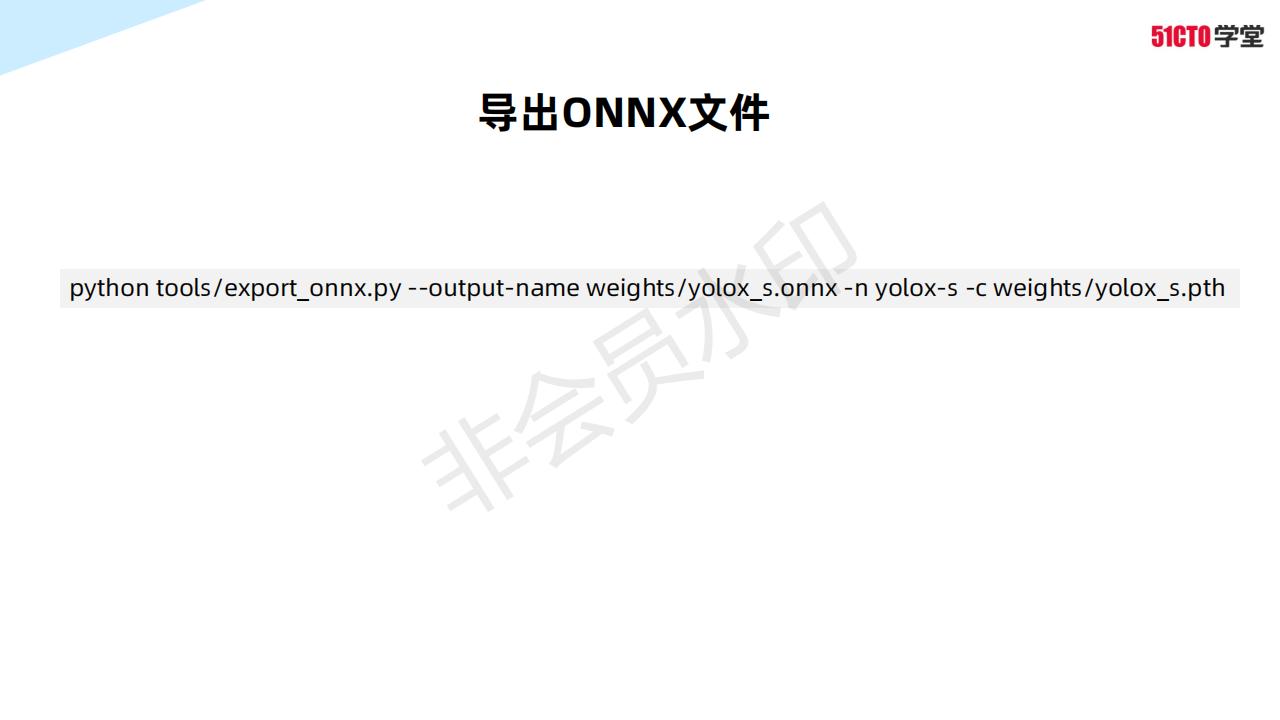 51CTO学堂
导出ONNX文件
python tools/export_onnx.py --output-name weights/yolox_s.onnx -n yolox-s -c weights/yolox_s.pth
非会员水印